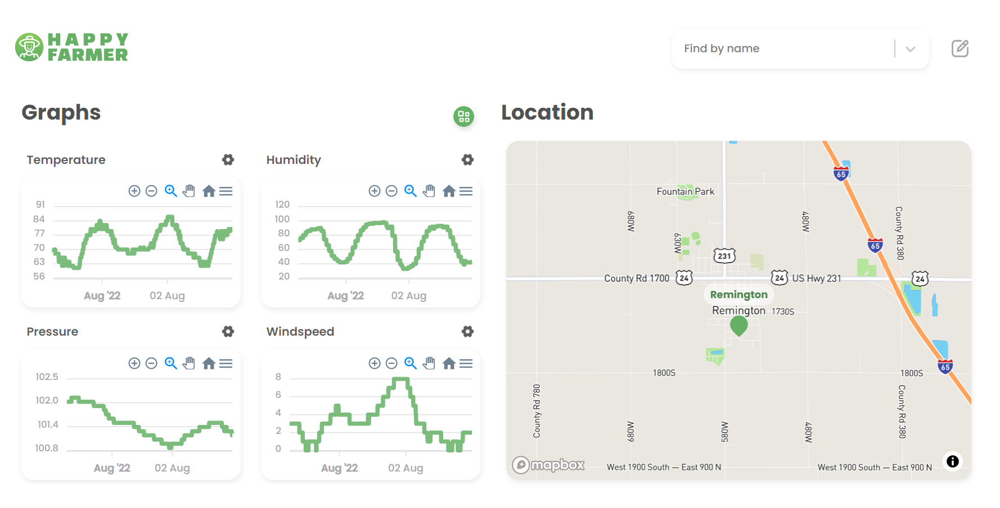 HAPPY
FARMER
Find by name
Graphs
Location
Temperature
91
84
77
70
63
56
Aug '22
02 Aug
Humidity
120
100
80
60
40
20
Aug '22
02 Aug
Pressure
102.5
102.0
101.4
100.8
Aug '22
02 Aug
Windspeed
8
6
4
2
0
Aug '22
02 Aug
65
Fountain Park
680W
480W
County Rd 380
630W
65
231
County Rd 1700
24
24
US Hwy 231
24
Remington
Remington
1730S
1800S
1800S
65
County Rd 780
680W
580W
480W
County Rd 380
mapbox
West 1900 South — East 900 N
West 1900 South — East 900 N